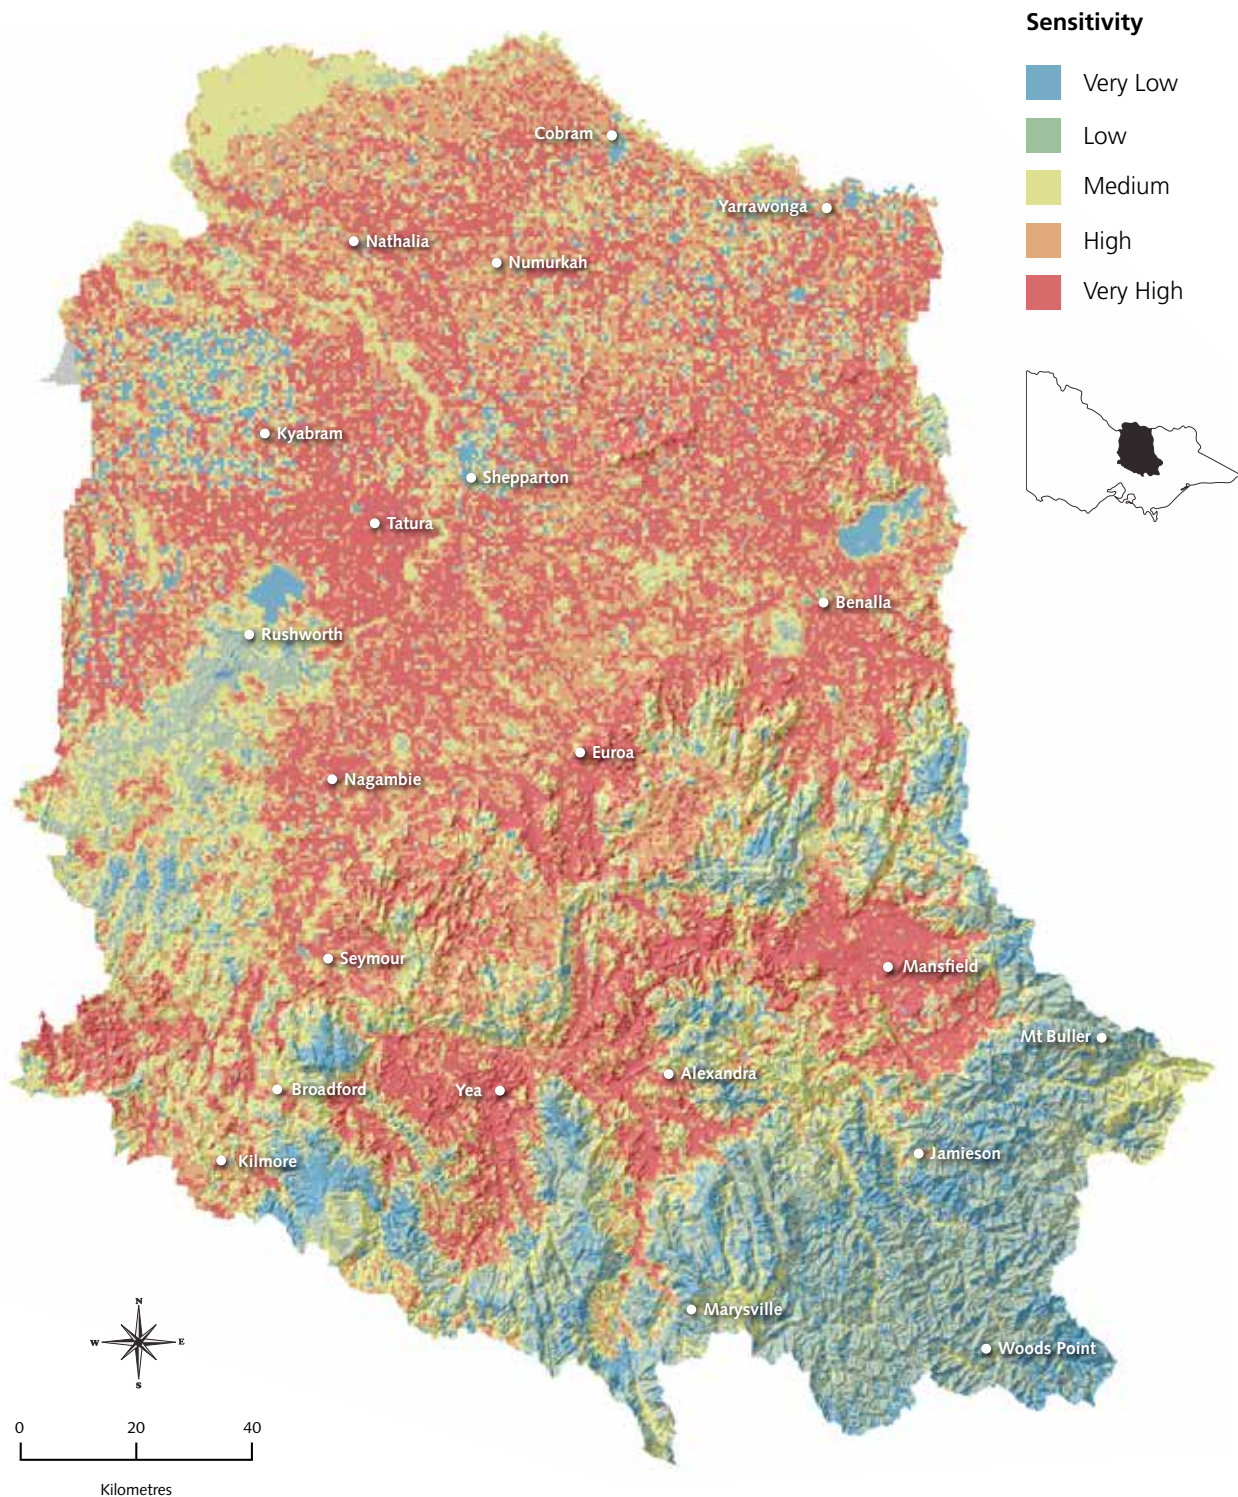 Sensitivity
Very Low
Low
Medium
High
Very High
Cobram
Yarrawonga
Nathalia
Numurkah
Kyabram
Shepparton
Tatura
Benalla
Rushworth
Euroa
Nagambie
Seymour
Mansfield
Mt Buller
Alexandra
Broadford
Yea
Jamieson
Kilmore
Marysville
Woods Point
N
W E
S
0 20 40
Kilometres